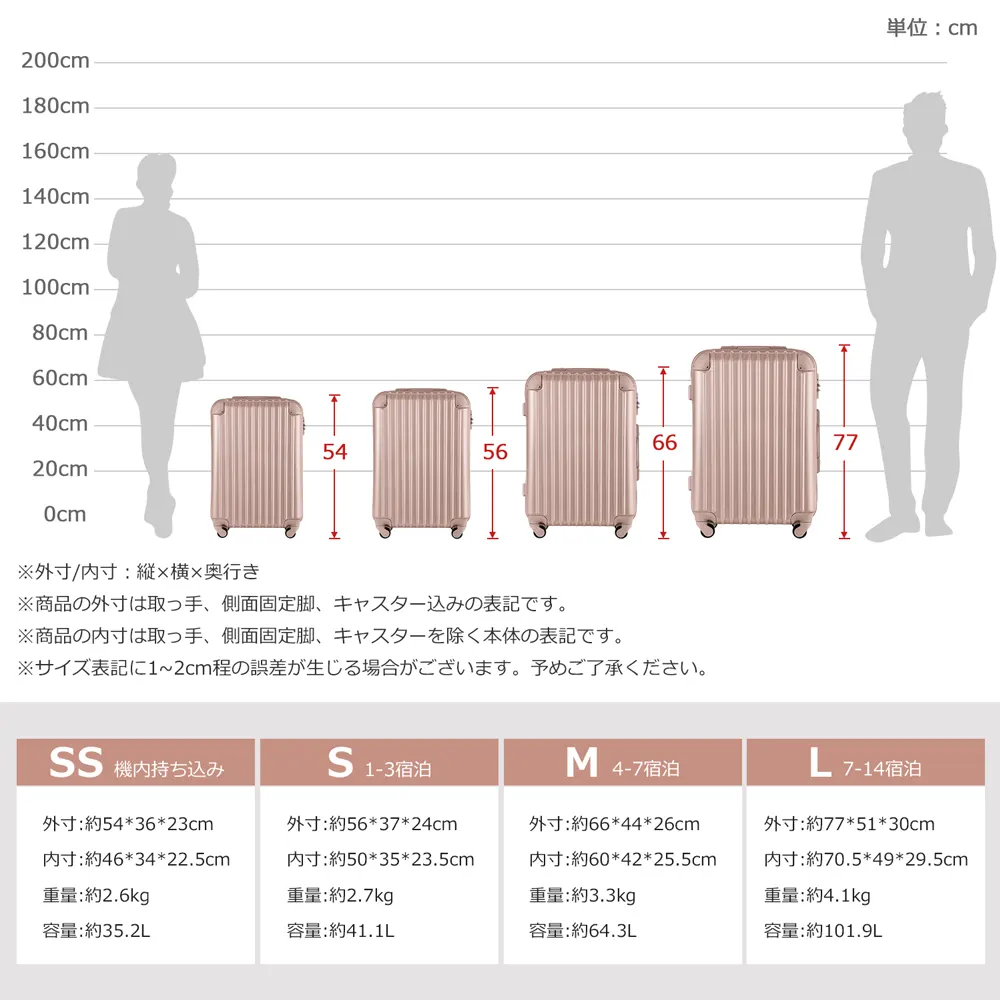 単位：cm
200cm
180cm
160cm
140cm
120cm
100cm
80cm
60cm
40cm
20cm
0cm
54
56
66
77
※外寸/内寸：縦×横×奥行き
※商品の外寸は取っ手、側面固定脚、キャスター込みの表記です。
※商品の内寸は取っ手、側面固定脚、キャスターを除く本体の表記です。
※サイズ表記に1~2cm程の誤差が生じる場合がございます。予めご了承ください。
SS 機内持ち込み
外寸:約54*36*23cm
内寸:約46*34*22.5cm
重量:約2.6kg
容量:約35.2L
S 1-3宿泊
外寸:約56*37*24cm
内寸:約50*35*23.5cm
重量:約2.7kg
容量:約41.1L
M 4-7宿泊
外寸:約66*44*26cm
内寸:約60*42*25.5cm
重量:約3.3kg
容量:約64.3L
L 7-14宿泊
外寸:約77*51*30cm
内寸:約70.5*49*29.5cm
重量:約4.1kg
容量:約101.9L